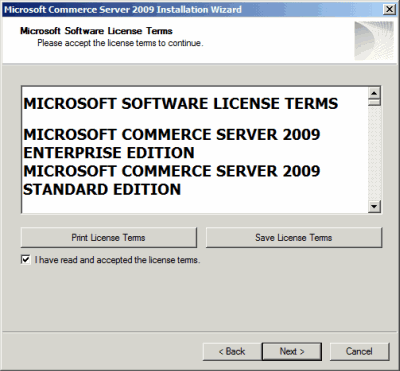 Microsoft Commerce Server 2009 Installation Wizard
Microsoft Software License Terms
Please accept the license terms to continue.
MICROSOFT SOFTWARE LICENSE TERMS
MICROSOFT COMMERCE SERVER 2009
ENTERPRISE EDITION
MICROSOFT COMMERCE SERVER 2009
STANDARD EDITION
Print License Terms
Save License Terms
I have read and accepted the license terms.
< Back
Next >
Cancel